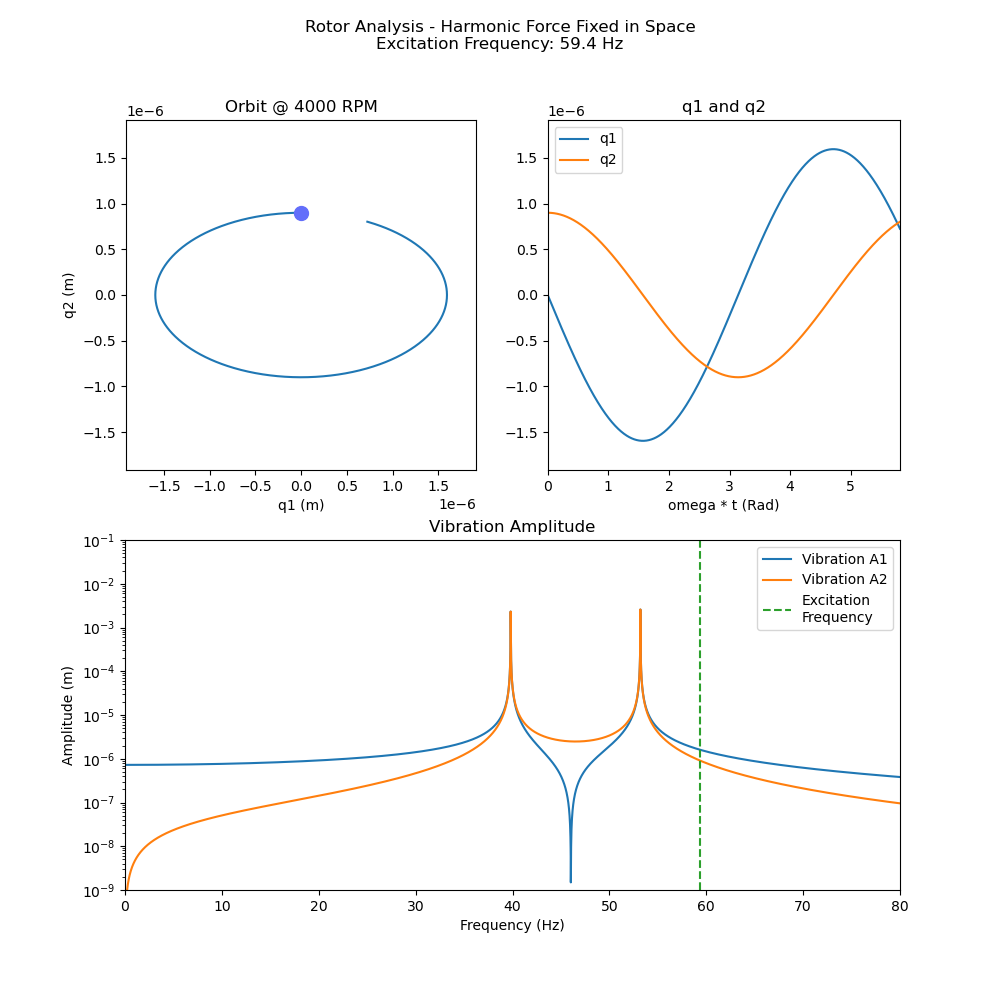 Rotor Analysis - Harmonic Force Fixed in Space
Excitation Frequency: 59.4 Hz
Orbit @ 4000 RPM
1e−6
1.5
1.0
0.5
0.0
−0.5
−1.0
−1.5
q2 (m)
−1.5 −1.0 −0.5 0.0 0.5 1.0 1.5
1e−6
q1 (m)
q1 and q2
1e−6
q1
q2
1.5
1.0
0.5
0.0
−0.5
−1.0
−1.5
0 1 2 3 4 5
omega * t (Rad)
Vibration Amplitude
Vibration A1
Vibration A2
Excitation
Frequency
10⁻¹
10⁻²
10⁻³
10⁻⁴
10⁻⁵
10⁻⁶
10⁻⁷
10⁻⁸
10⁻⁹
Amplitude (m)
0 10 20 30 40 50 60 70 80
Frequency (Hz)